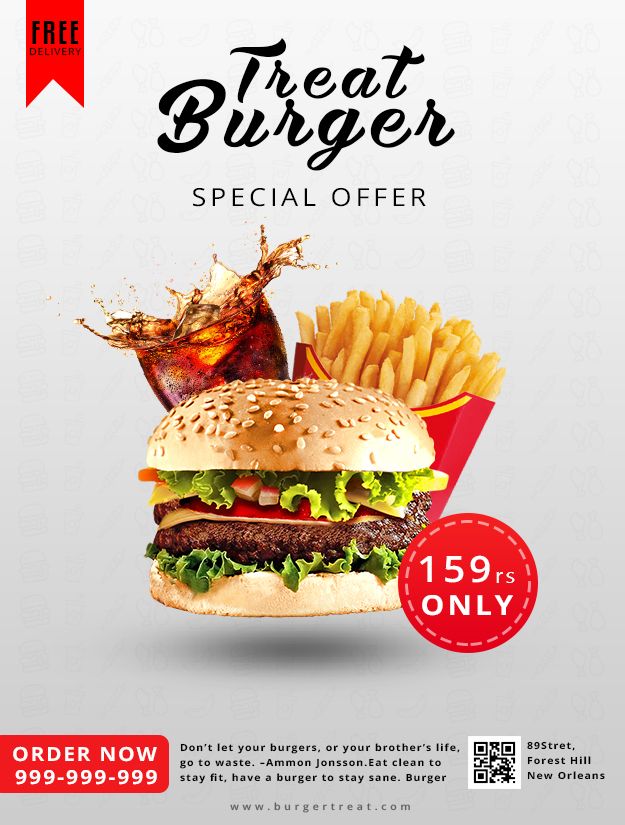 FREE
DELIVERY
Treat
Burger
SPECIAL OFFER
159rs
ONLY
ORDER NOW
999-999-999
Don't let your burgers, or your brother's life,
go to waste. –Ammon Jonsson.Eat clean to
stay fit, have a burger to stay sane. Burger
89Stret,
Forest Hill
New Orleans
www.burgertreat.com